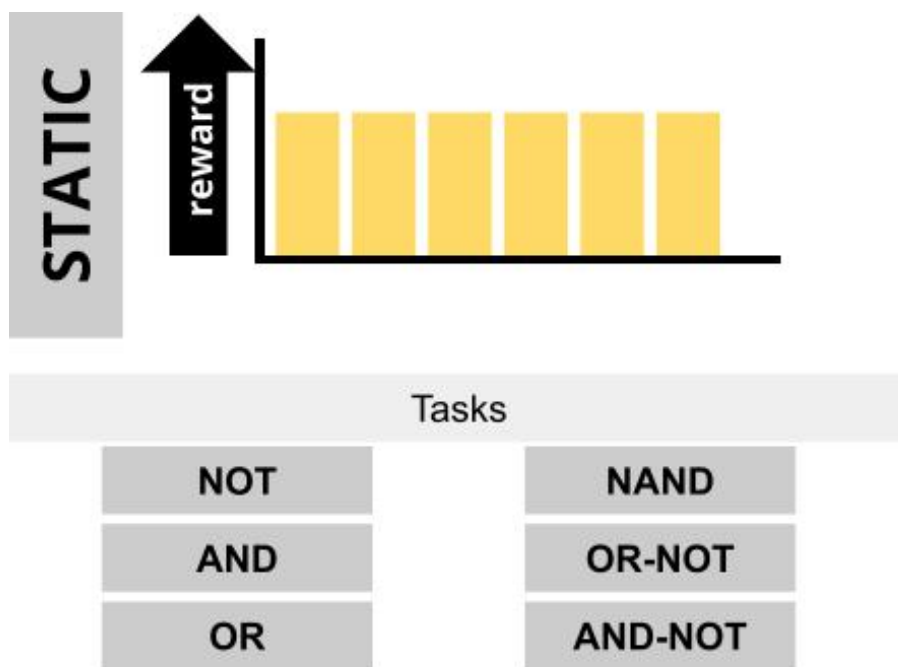 STATIC
reward
Tasks
NOT
NAND
AND
OR-NOT
OR
AND-NOT